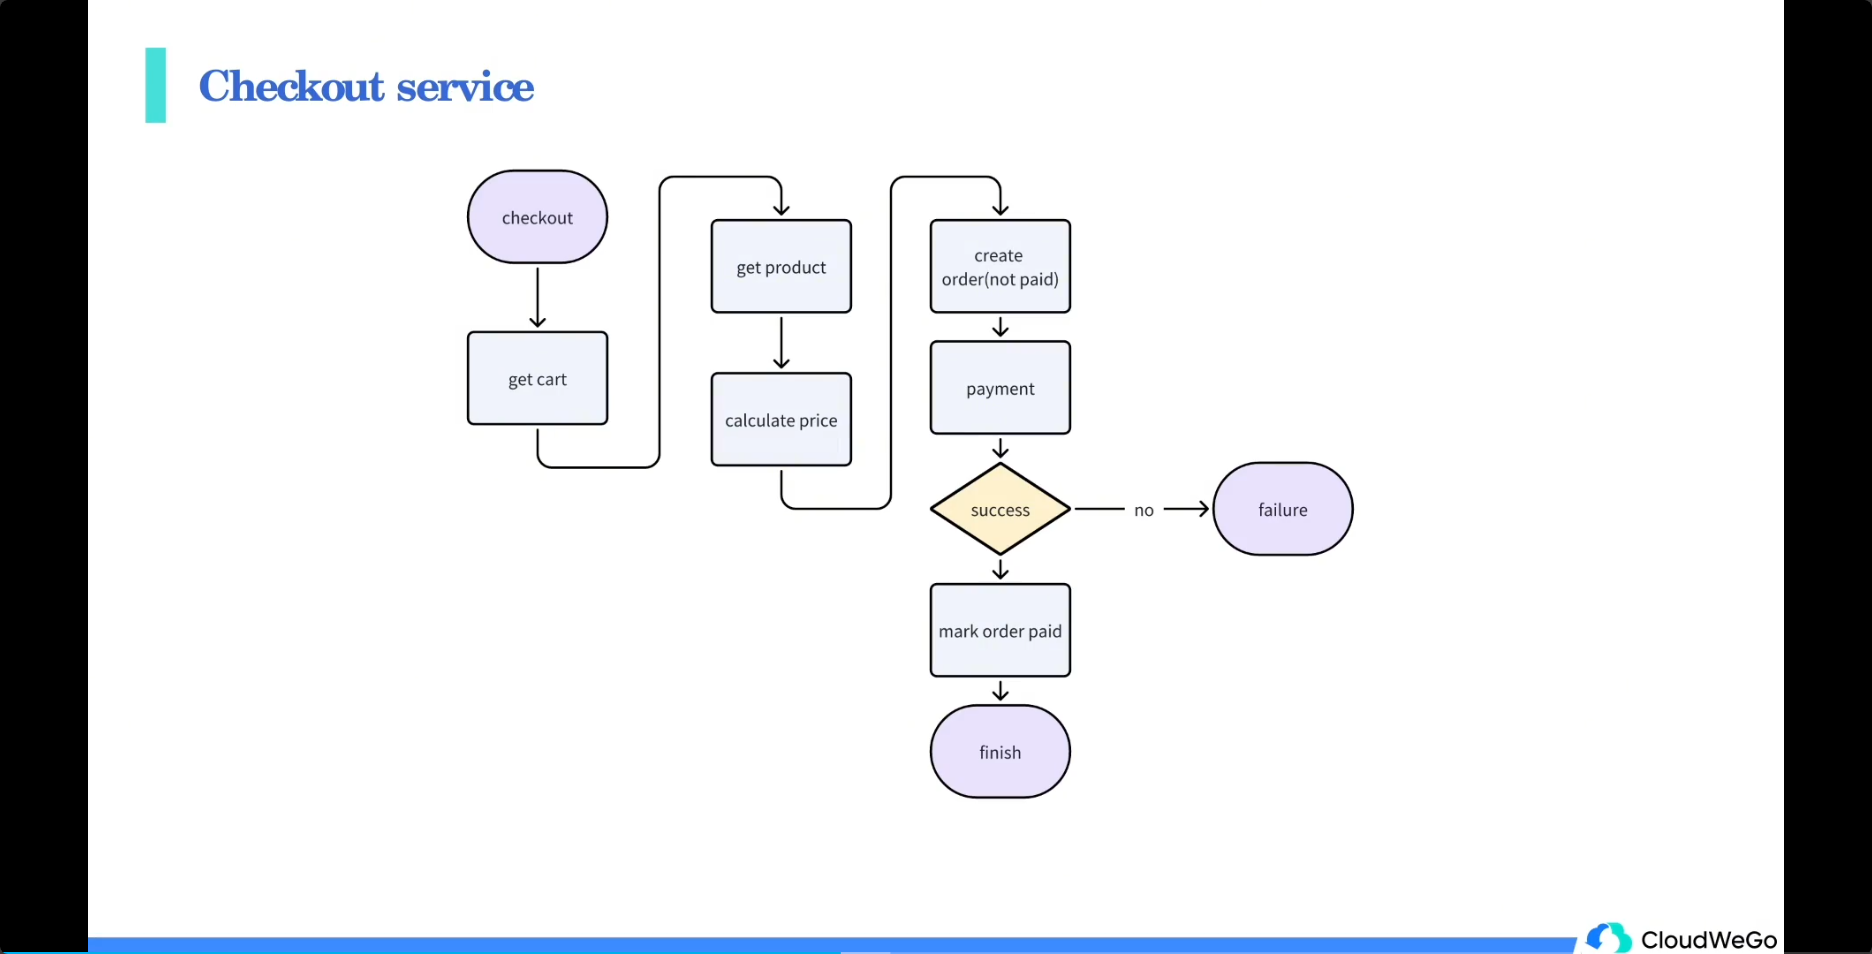 Checkout service
checkout
get cart
get product
calculate price
create
order(not paid)
payment
success
no
failure
mark order paid
finish
CloudWeGo